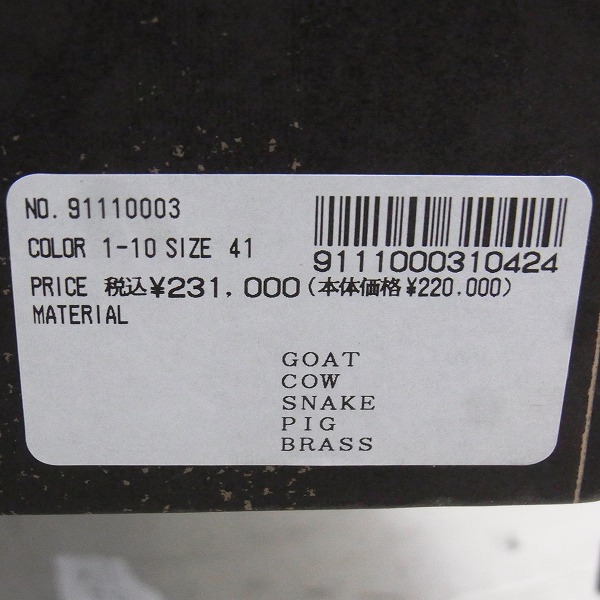 NO. 91110003
9111000310424
COLOR 1-10 SIZE 41
PRICE 税込¥231,000(本体価格¥220,000)
MATERIAL
GOAT
COW
SNAKE
PIG
BRASS